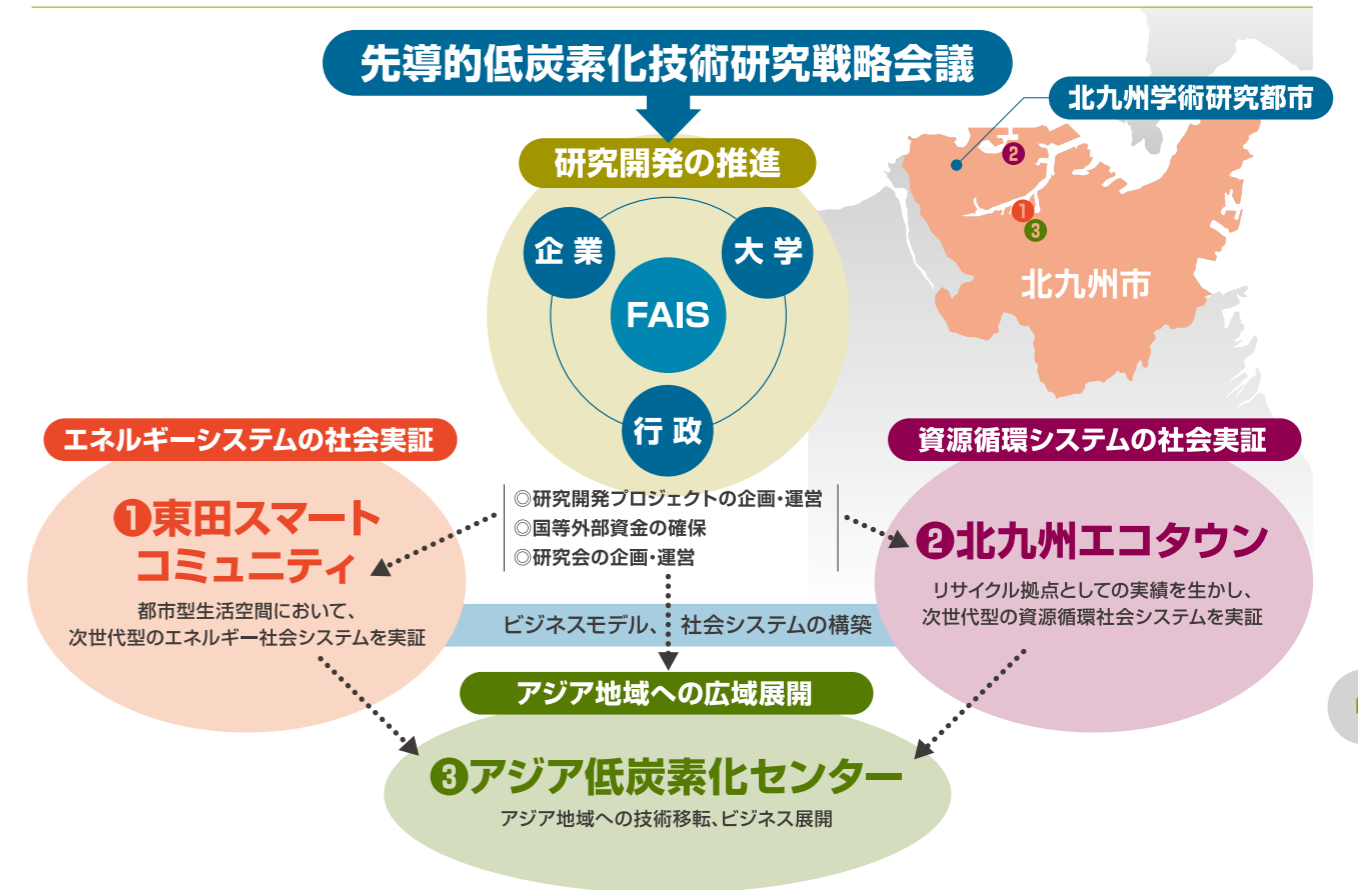 先導的低炭素化技術研究戦略会議
北九州学術研究都市
研究開発の推進
企業
大学
FAIS
行政
2
1
3
北九州市
エネルギーシステムの社会実証
❶東田スマート
コミュニティ
都市型生活空間において、
次世代型のエネルギー社会システムを実証
◎研究開発プロジェクトの企画・運営
◎国等外部資金の確保
◎研究会の企画・運営
資源循環システムの社会実証
❷北九州エコタウン
リサイクル拠点としての実績を生かし、
次世代型の資源循環社会システムを実証
ビジネスモデル、社会システムの構築
アジア地域への広域展開
❸アジア低炭素化センター
アジア地域への技術移転、ビジネス展開